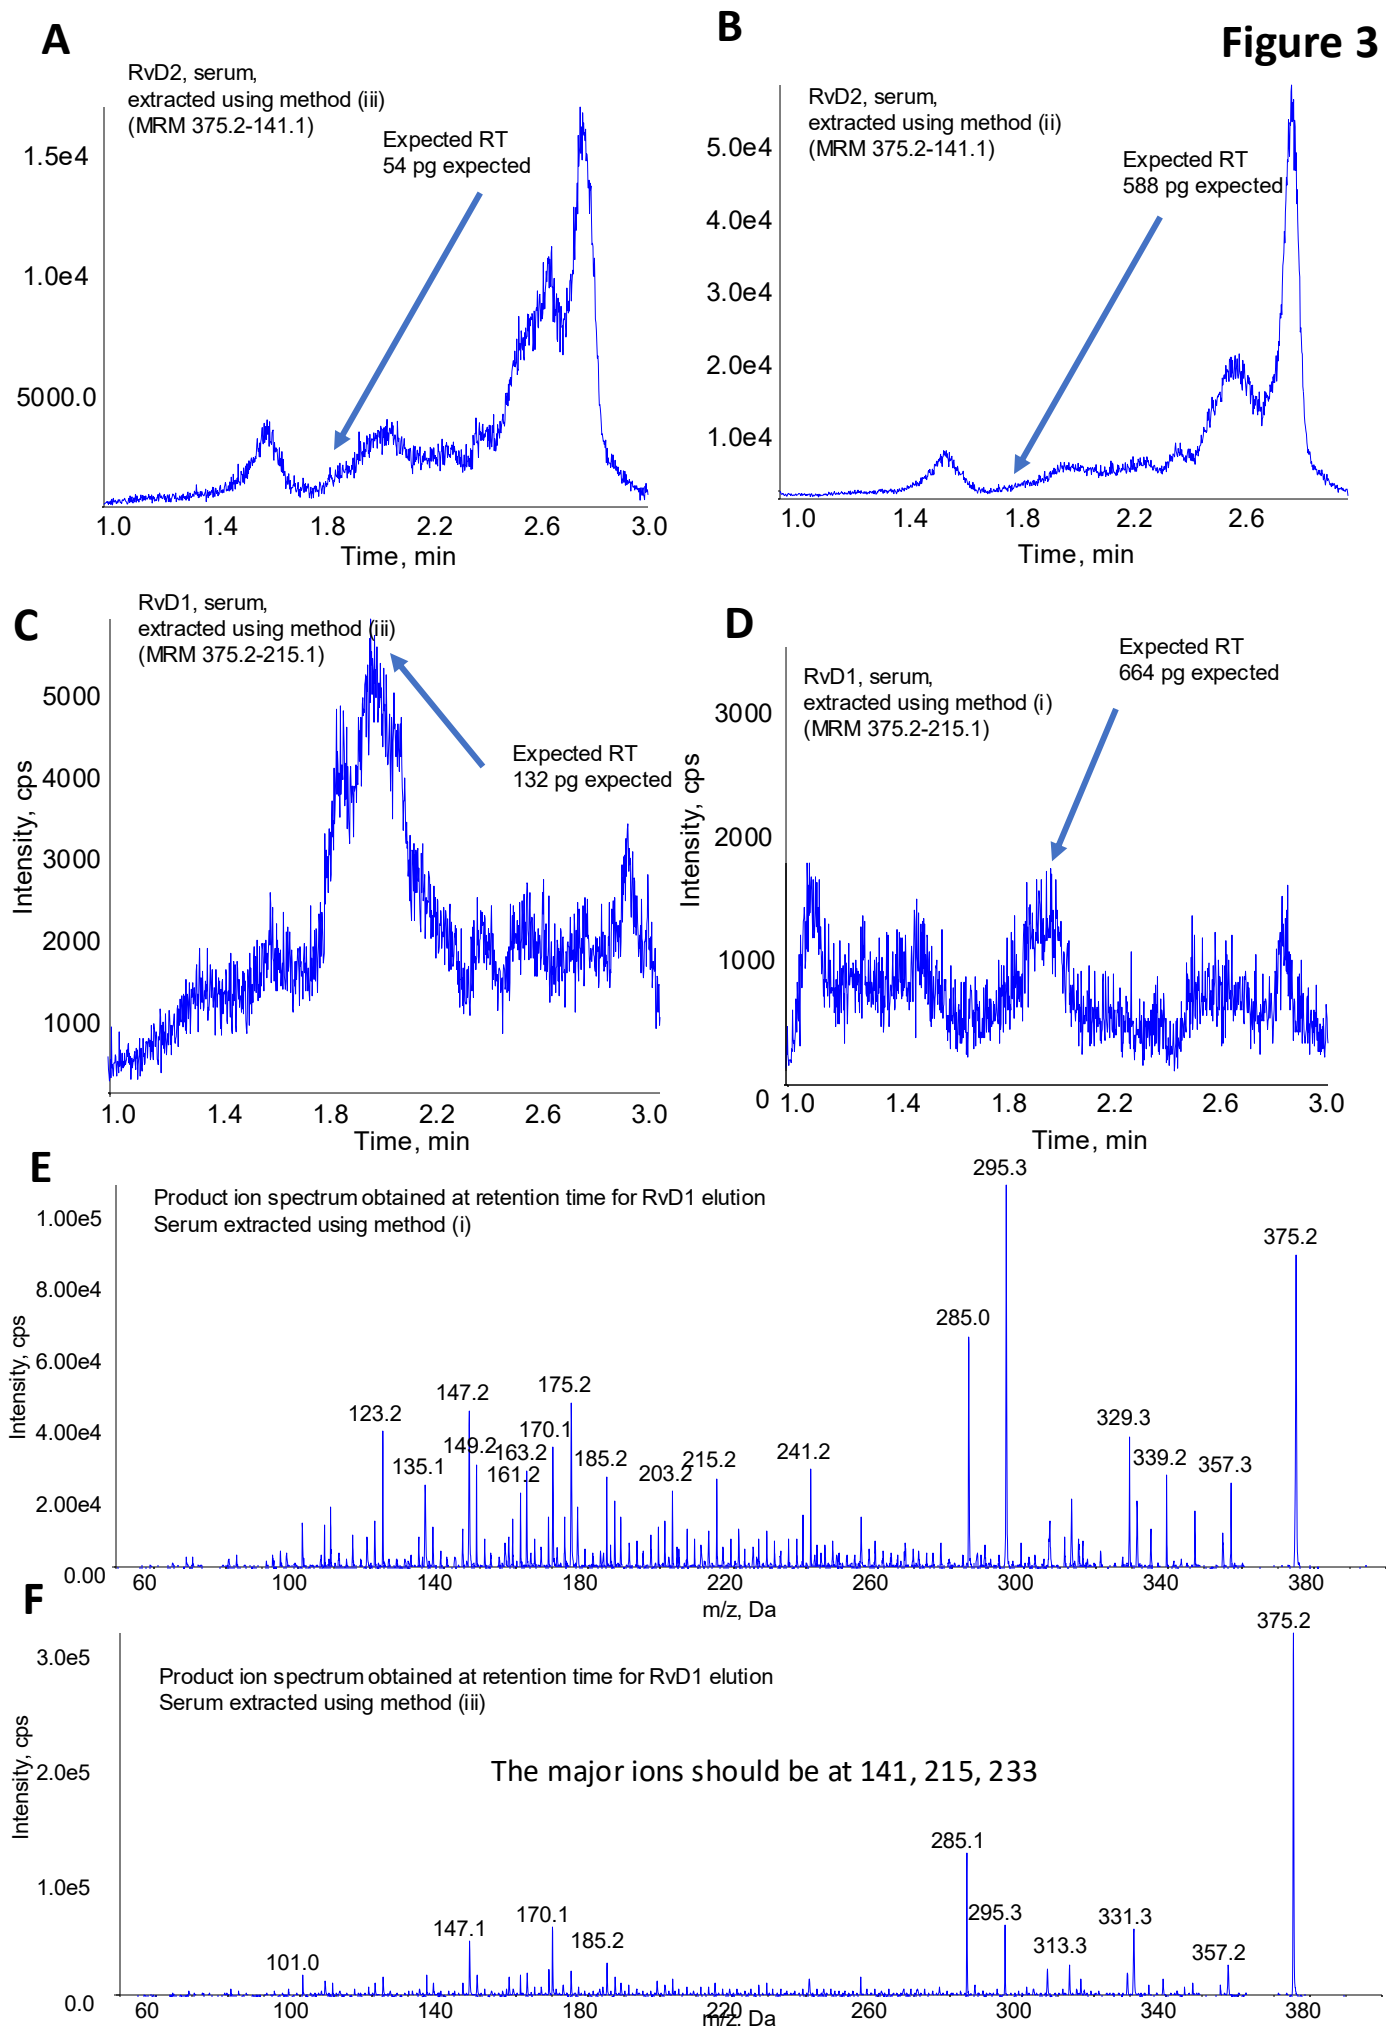 A
B
Figure 3
RvD2, serum,
extracted using method (iii)
(MRM 375.2-141.1)
Expected RT
54 pg expected
1.5e4
1.0e4
5000.0
1.0 1.4 1.8 2.2 2.6 3.0
Time, min
RvD2, serum,
extracted using method (ii)
(MRM 375.2-141.1)
Expected RT
588 pg expected
5.0e4
4.0e4
3.0e4
2.0e4
1.0e4
1.0 1.4 1.8 2.2 2.6
Time, min
C
RvD1, serum,
extracted using method (iii)
(MRM 375.2-215.1)
Expected RT
132 pg expected
Intensity, cps
5000
4000
3000
2000
1000
1.0 1.4 1.8 2.2 2.6 3.0
Time, min
D
RvD1, serum,
extracted using method (i)
(MRM 375.2-215.1)
Expected RT
664 pg expected
Intensity, cps
3000
2000
1000
0
1.0 1.4 1.8 2.2 2.6 3.0
Time, min
E
Product ion spectrum obtained at retention time for RvD1 elution
Serum extracted using method (i)
Intensity, cps
1.00e5
8.00e4
6.00e4
4.00e4
2.00e4
0.00
123.2
135.1
147.2
149.2
161.2
163.2
170.1
175.2
185.2
203.2
215.2
241.2
285.0
295.3
329.3
339.2
357.3
375.2
60 100 140 180 220 260 300 340 380
m/z, Da
F
Product ion spectrum obtained at retention time for RvD1 elution
Serum extracted using method (iii)
The major ions should be at 141, 215, 233
Intensity, cps
3.0e5
2.0e5
1.0e5
0.0
101.0
147.1
170.1
185.2
285.1
295.3
313.3
331.3
357.2
375.2
60 100 140 180 220 260 300 340 380
m/z, Da